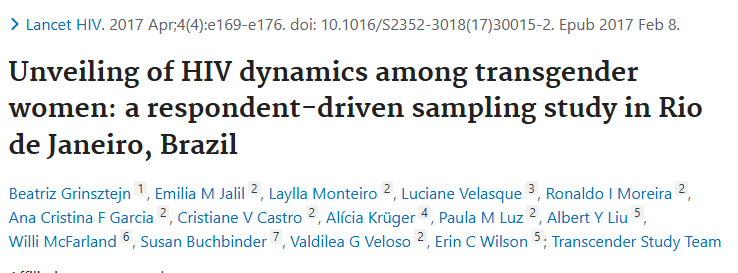 > Lancet HIV. 2017 Apr;4(4):e169-e176. doi: 10.1016/S2352-3018(17)30015-2. Epub 2017 Feb 8.
Unveiling of HIV dynamics among transgender
women: a respondent-driven sampling study in Rio
de Janeiro, Brazil
Beatriz Grinsztejn 1, Emilia M Jalil 2, Laylla Monteiro 2, Luciane Velasque 3, Ronaldo I Moreira 2,
Ana Cristina F Garcia 2, Cristiane V Castro 2, Alícia Krüger 4, Paula M Luz 2, Albert Y Liu 5,
Willi McFarland 6, Susan Buchbinder 7, Valdilea G Veloso 2, Erin C Wilson 5; Transcender Study Team